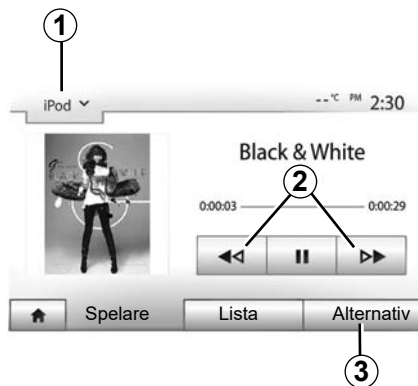 1
iPod
--°C PM 2:30
Black & White
2
0:00:03 0:00:29
Spelare Lista Alternativ
3